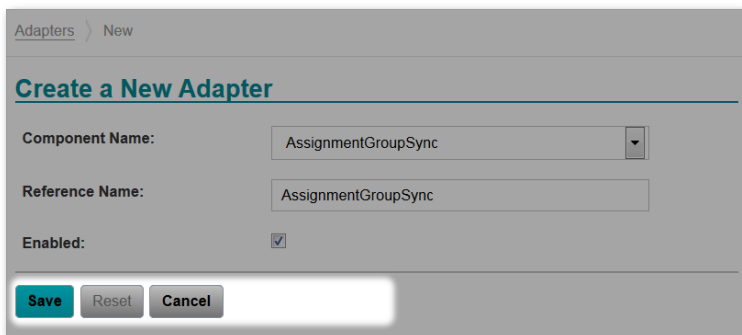 Adapters New
Create a New Adapter
Component Name: AssignmentGroupSync
Reference Name: AssignmentGroupSync
Enabled:
Save Reset Cancel